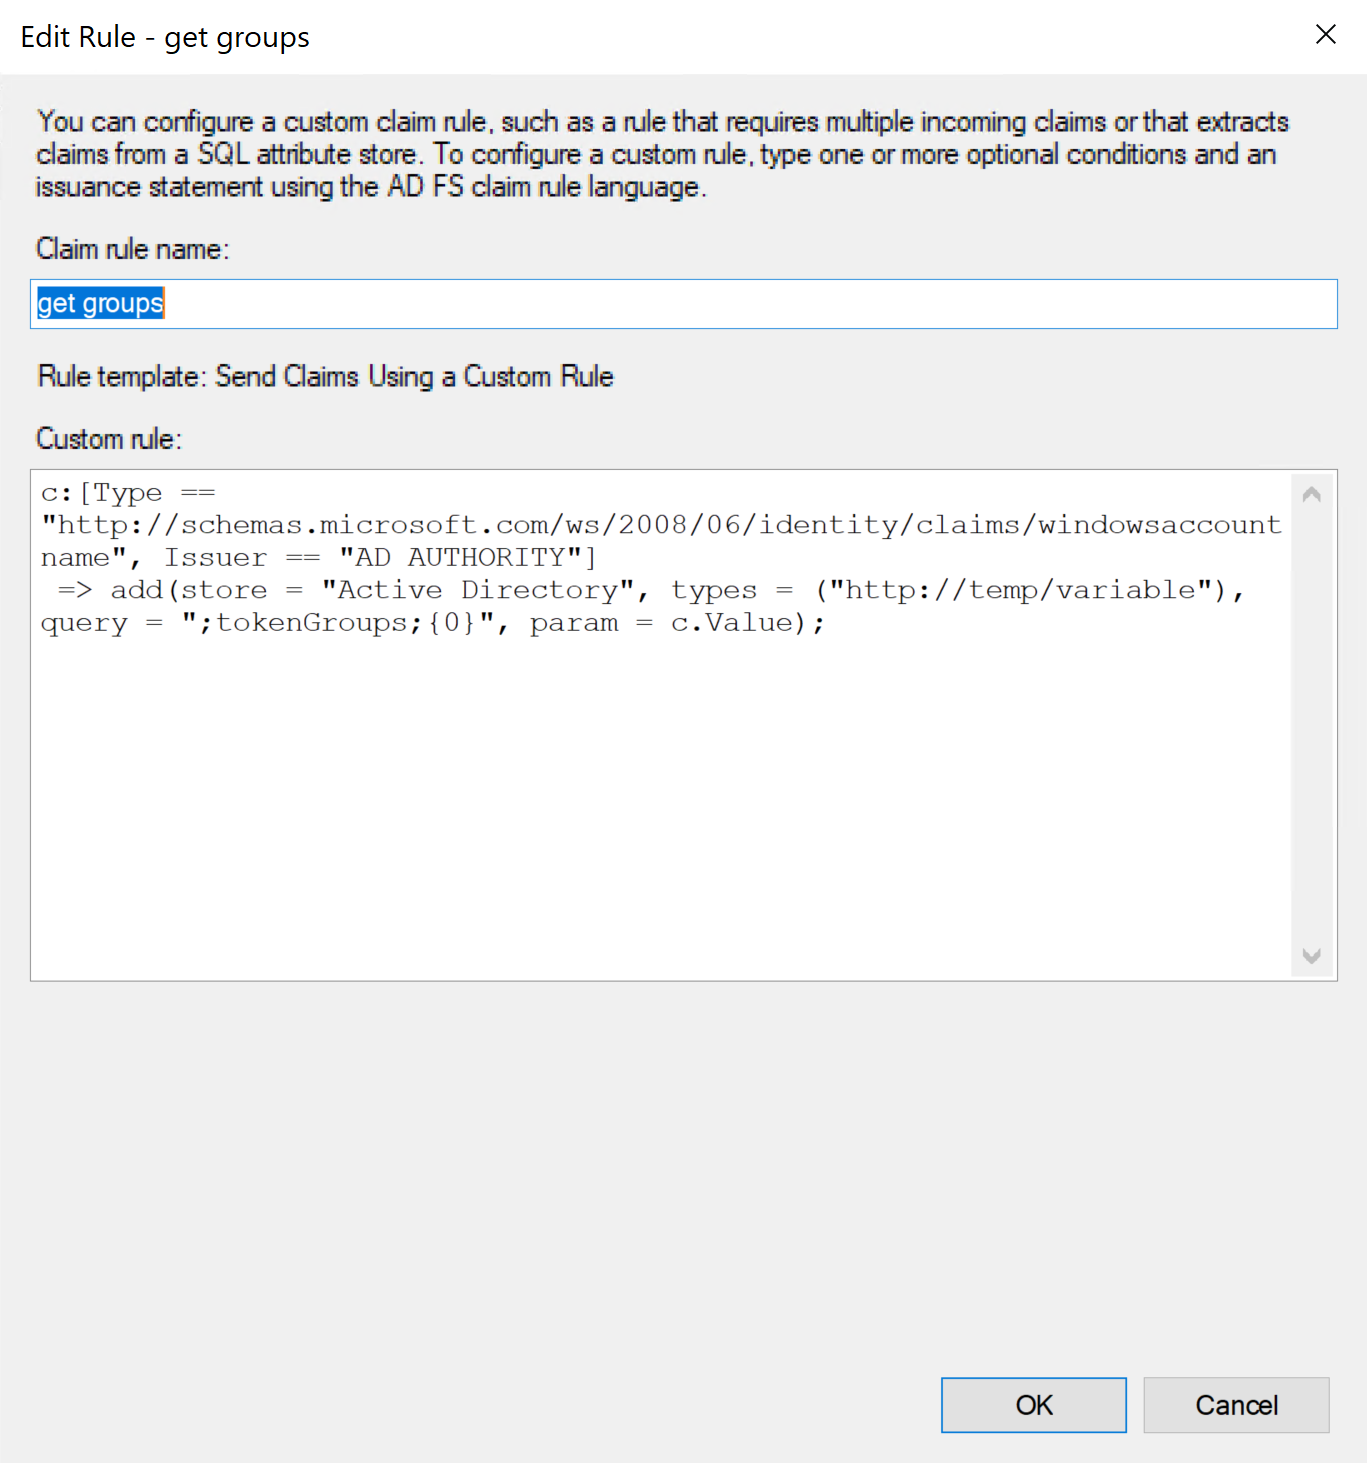 Edit Rule - get groups
You can configure a custom claim rule, such as a rule that requires multiple incoming claims or that extracts
claims from a SQL attribute store. To configure a custom rule, type one or more optional conditions and an
issuance statement using the AD FS claim rule language.
Claim rule name:
get groups
Rule template: Send Claims Using a Custom Rule
Custom rule:
c:[Type ==
"http://schemas.microsoft.com/ws/2008/06/identity/claims/windowsaccount
name", Issuer == "AD AUTHORITY"]
 => add(store = "Active Directory", types = ("http://temp/variable"),
query = ";tokenGroups;{0}", param = c.Value);
OK
Cancel